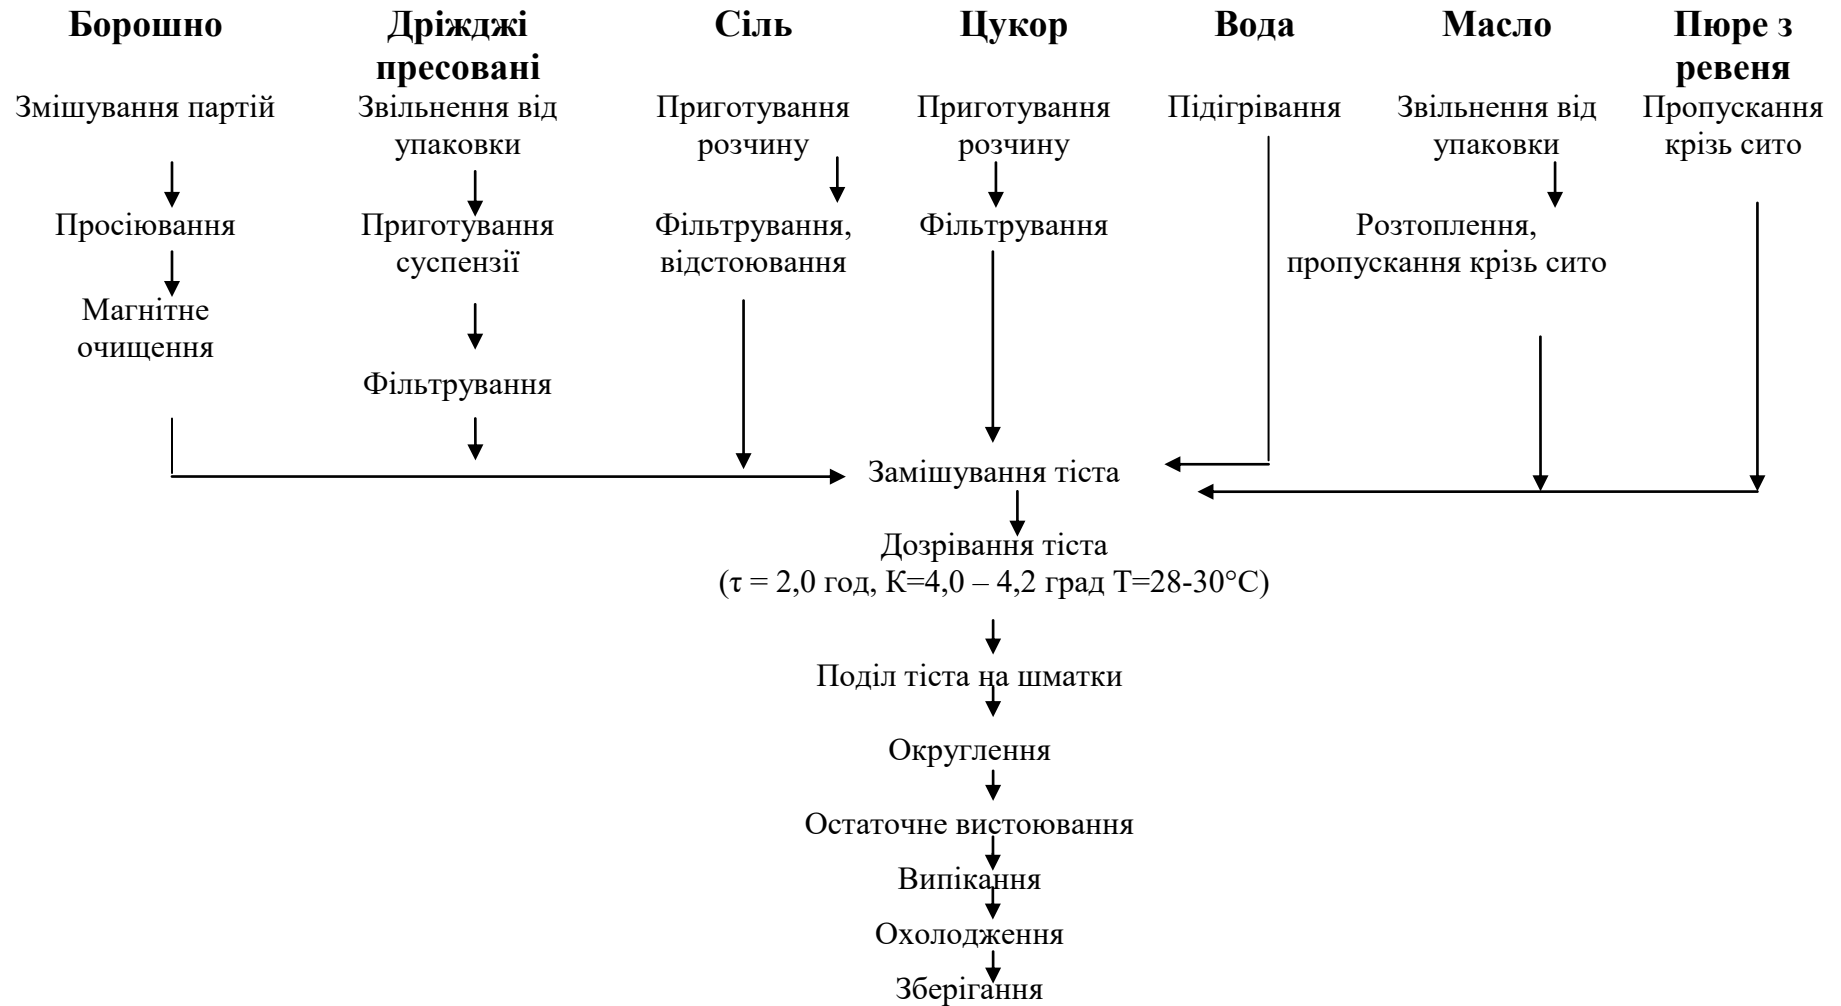 Борошно
Дріжджі
пресовані
Сіль
Цукор
Вода
Масло
Пюре з
ревеня
Змішування партій
Звільнення від
упаковки
Приготування
розчину
Приготування
розчину
Підігрівання
Звільнення від
упаковки
Пропускання
крізь сито
Просіювання
Приготування
суспензії
Фільтрування,
відстоювання
Фільтрування
Розтоплення,
пропускання крізь сито
Магнітне
очищення
Фільтрування
Замішування тіста
Дозрівання тіста
(τ = 2,0 год, К=4,0 – 4,2 град Т=28-30°С)
Поділ тіста на шматки
Округлення
Остаточне вистоювання
Випікання
Охолодження
Зберігання